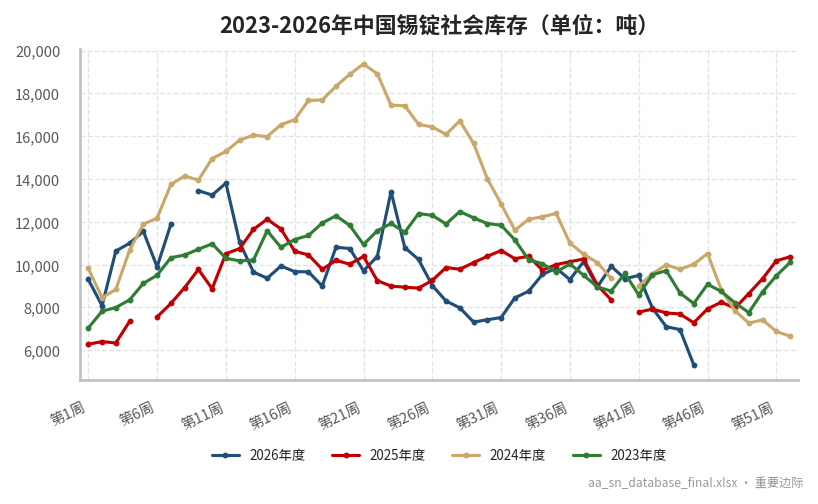 2023-2026年中国锡锭社会库存（单位：吨）
20,000
18,000
16,000
14,000
12,000
10,000
8,000
6,000
第1周 第6周 第11周 第16周 第21周 第26周 第31周 第36周 第41周 第46周 第51周
2026年度 2025年度 2024年度 2023年度
aa_sn_database_final.xlsx • 重要边际